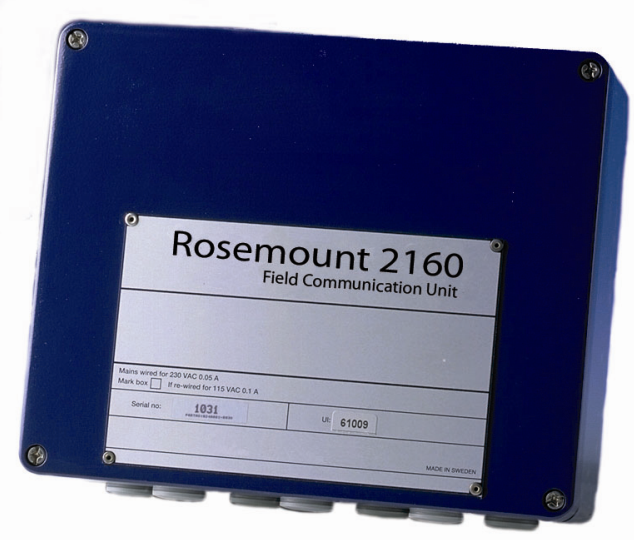 Rosemount 2160
Field Communication Unit
Mains wired for 230 VAC 0.05 A
Mark box If re-wired for 115 VAC 0.1 A
Serial no: 1031
UI: 61009
MADE IN SWEDEN